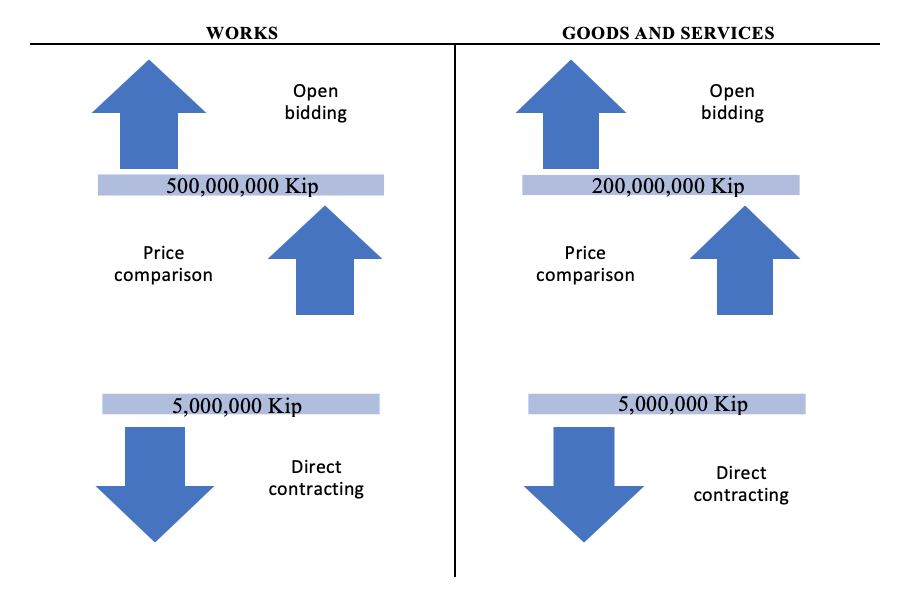 WORKS
Open
bidding
500,000,000 Kip
Price
comparison
5,000,000 Kip
Direct
contracting
GOODS AND SERVICES
Open
bidding
200,000,000 Kip
Price
comparison
5,000,000 Kip
Direct
contracting